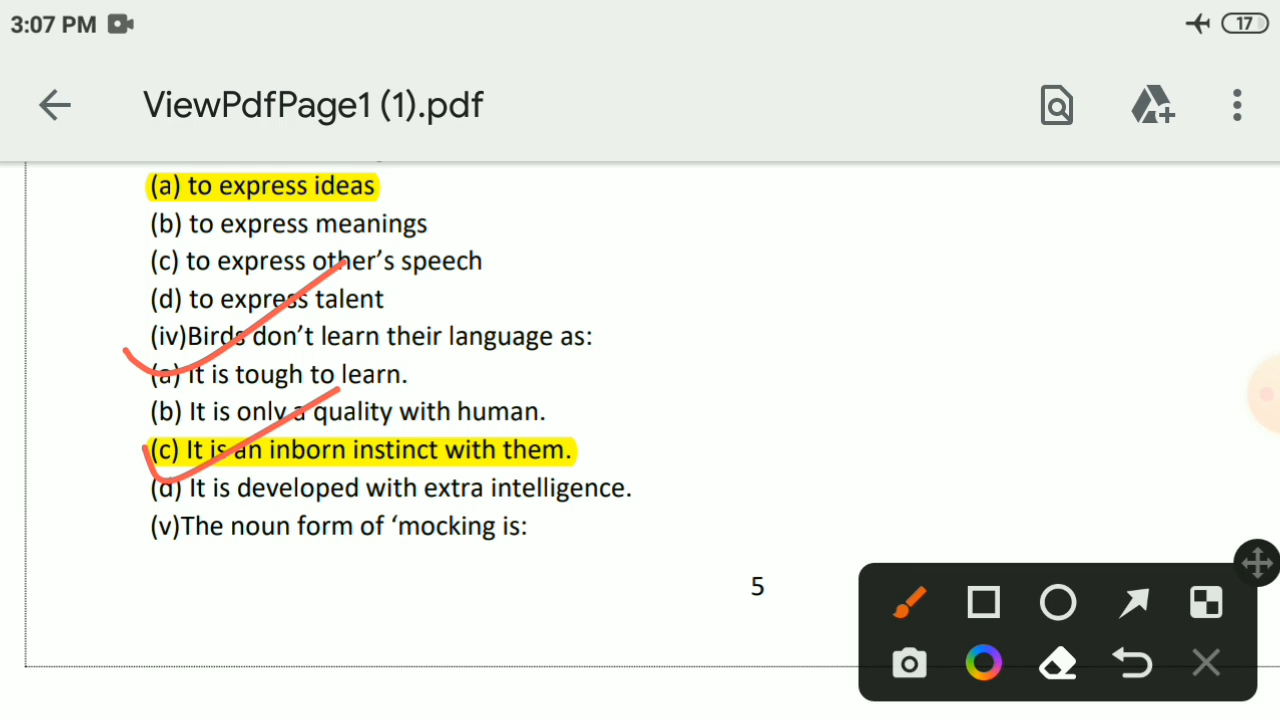 3:07 PM
17
ViewPdfPage1 (1).pdf
(a) to express ideas
(b) to express meanings
(c) to express other’s speech
(d) to express talent
(iv)Birds don’t learn their language as:
(a) It is tough to learn.
(b) It is only a quality with human.
(c) It is an inborn instinct with them.
(d) It is developed with extra intelligence.
(v)The noun form of ‘mocking is:
5